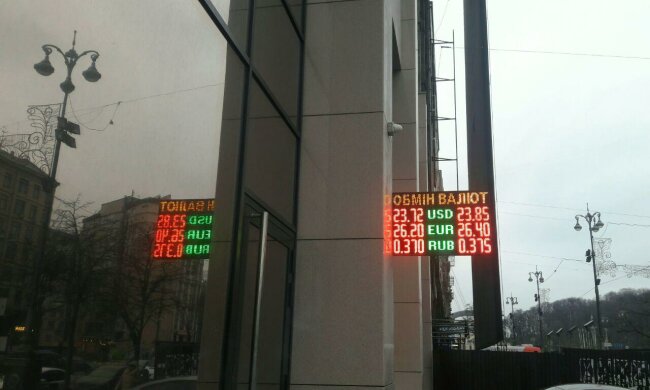 ОБМІН ВАЛЮТ
23.72 USD 23.85
26.20 EUR 26.40
0.370 RUB 0.375